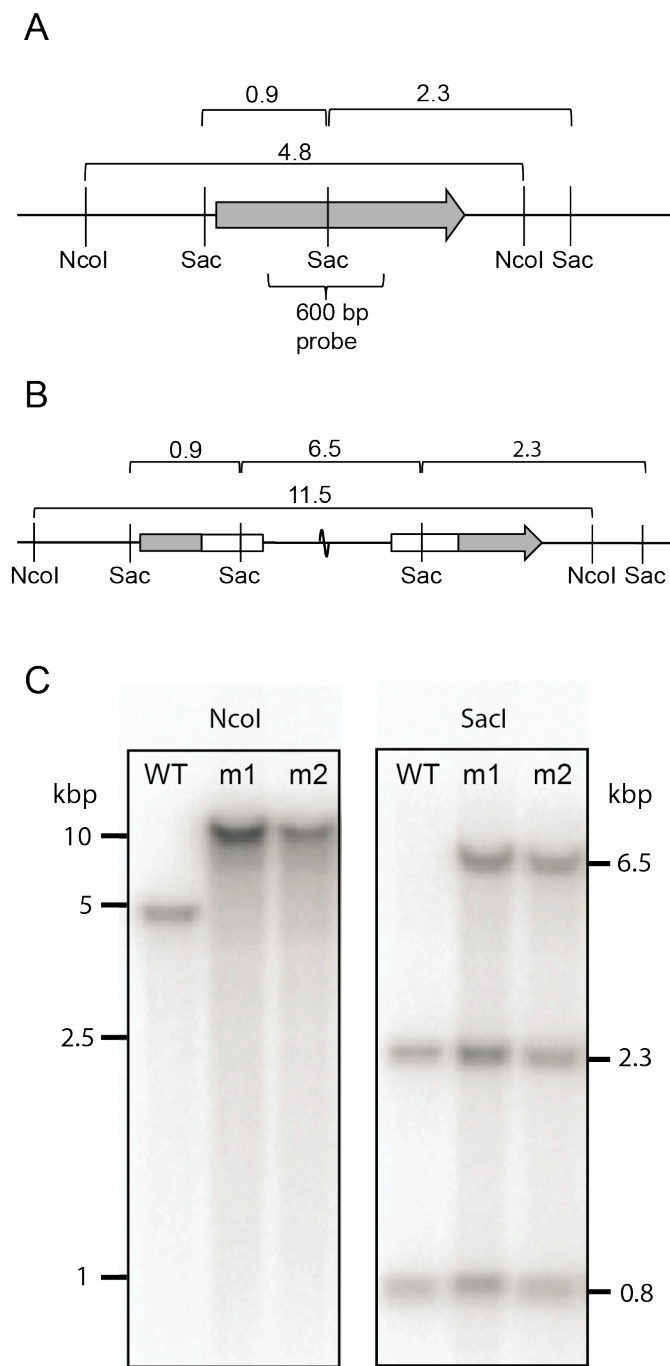 A
0.9 2.3
4.8
NcoI Sac Sac NcoI Sac
600 bp
probe
B
0.9 6.5 2.3
11.5
NcoI Sac Sac Sac NcoI Sac
C
NcoI SacI
WT m1 m2 WT m1 m2
kbp kbp
10
6.5
5
2.5
2.3
1
0.8